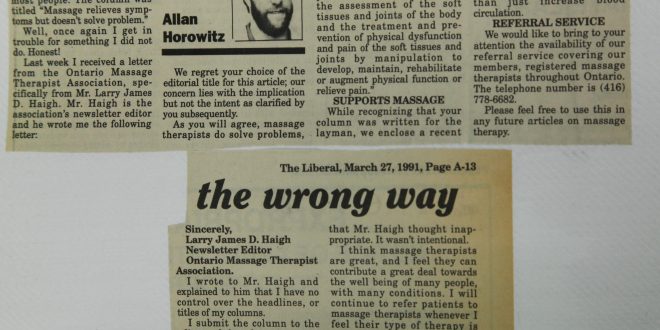 most people. The column was
titled "Massage relieves symp-
toms but doesn't solve problem."
Well, once again I get in
trouble for something I did not
do. Honest!
Last week I received a letter
from the Ontario Massage
Therapist Association, spe-
cifically from Mr. Larry James
D. Haigh. Mr. Haigh is the
association's newsletter editor
and he wrote me the following
letter:
Allan
Horowitz
We regret your choice of the
editorial title for this article; our
concern lies with the implication
but not the intent as clarified by
you subsequently.
As you will agree, massage
therapists do solve problems,
the assessment of the soft
tissues and joints of the body
and the treatment and pre-
vention of physical dysfunction
and pain of the soft tissues and
joints by manipulation to
develop, maintain, rehabilitate
or augment physical function or
relieve pain."
SUPPORTS MASSAGE
While recognizing that your
column was written for the
layman, we enclose a recent
than just increase blood
circulation.
REFERRAL SERVICE
We would like to bring to your
attention the availability of our
referral service covering our
members, registered massage
therapists throughout Ontario.
The telephone number is (416)
778-6682.
Please feel free to use this in
any future articles on massage
therapy.
The Liberal, March 27, 1991, Page A-13
the wrong way
Sincerely,
Larry James D. Haigh
Newsletter Editor
Ontario Massage Therapist
Association.
I wrote to Mr. Haigh and
explained to him that I have no
control over the headlines, or
titles of my columns.
I submit the column to the
that Mr. Haigh thought inap-
propriate. It wasn't intentional.
I think massage therapists
are great, and I feel they can
contribute a great deal towards
the well being of many people,
with many conditions. I will
continue to refer patients to
massage therapists whenever I
feel their type of therapy is